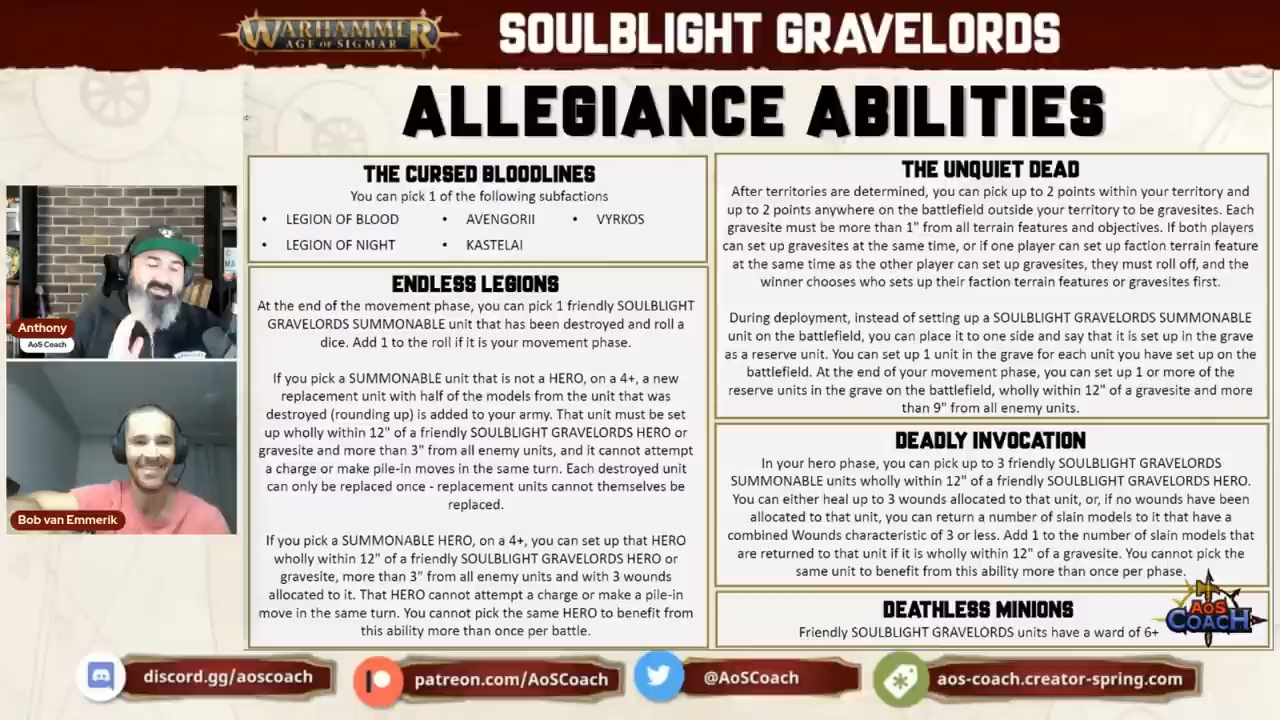 WARHAMMER
AGE OF SIGMAR
SOULBLIGHT GRAVELORDS
ALLEGIANCE ABILITIES
THE CURSED BLOODLINES
You can pick 1 of the following subfactions
• LEGION OF BLOOD • AVENGORII • VYRKOS
• LEGION OF NIGHT • KASTELAI
ENDLESS LEGIONS
At the end of the movement phase, you can pick 1 friendly SOULBLIGHT
GRAVELORDS SUMMONABLE unit that has been destroyed and roll a
dice. Add 1 to the roll if it is your movement phase.
If you pick a SUMMONABLE unit that is not a HERO, on a 4+, a new
replacement unit with half of the models from the unit that was
destroyed (rounding up) is added to your army. That unit must be set
up wholly within 12" of a friendly SOULBLIGHT GRAVELORDS HERO or
gravesite and more than 3" from all enemy units, and it cannot attempt
a charge or make pile-in moves in the same turn. Each destroyed unit
can only be replaced once - replacement units cannot themselves be
replaced.
If you pick a SUMMONABLE HERO, on a 4+, you can set up that HERO
wholly within 12" of a friendly SOULBLIGHT GRAVELORDS HERO or
gravesite, more than 3" from all enemy units and with 3 wounds
allocated to it. That HERO cannot attempt a charge or make a pile-in
move in the same turn. You cannot pick the same HERO to benefit from
this ability more than once per battle.
THE UNQUIET DEAD
After territories are determined, you can pick up to 2 points within your territory and
up to 2 points anywhere on the battlefield outside your territory to be gravesites. Each
gravesite must be more than 1" from all terrain features and objectives. If both players
can set up gravesites at the same time, or if one player can set up faction terrain feature
at the same time as the other player can set up gravesites, they must roll off, and the
winner chooses who sets up their faction terrain features or gravesites first.
During deployment, instead of setting up a SOULBLIGHT GRAVELORDS SUMMONABLE
unit on the battlefield, you can place it to one side and say that it is set up in the grave
as a reserve unit. You can set up 1 unit in the grave for each unit you have set up on the
battlefield. At the end of your movement phase, you can set up 1 or more of the
reserve units in the grave on the battlefield, wholly within 12" of a gravesite and more
than 9" from all enemy units.
DEADLY INVOCATION
In your hero phase, you can pick up to 3 friendly SOULBLIGHT GRAVELORDS
SUMMONABLE units wholly within 12" of a friendly SOULBLIGHT GRAVELORDS HERO.
You can either heal up to 3 wounds allocated to that unit, or, if no wounds have been
allocated to that unit, you can return a number of slain models to it that have a
combined Wounds characteristic of 3 or less. Add 1 to the number of slain models that
are returned to that unit if it is wholly within 12" of a gravesite. You cannot pick the
same unit to benefit from this ability more than once per phase.
DEATHLESS MINIONS
Friendly SOULBLIGHT GRAVELORDS units have a ward of 6+
AoS
COACH
Anthony
AoS Coach
Bob van Emmerik
discord.gg/aoscoach
patreon.com/AoSCoach
@AoSCoach
aos-coach.creator-spring.com